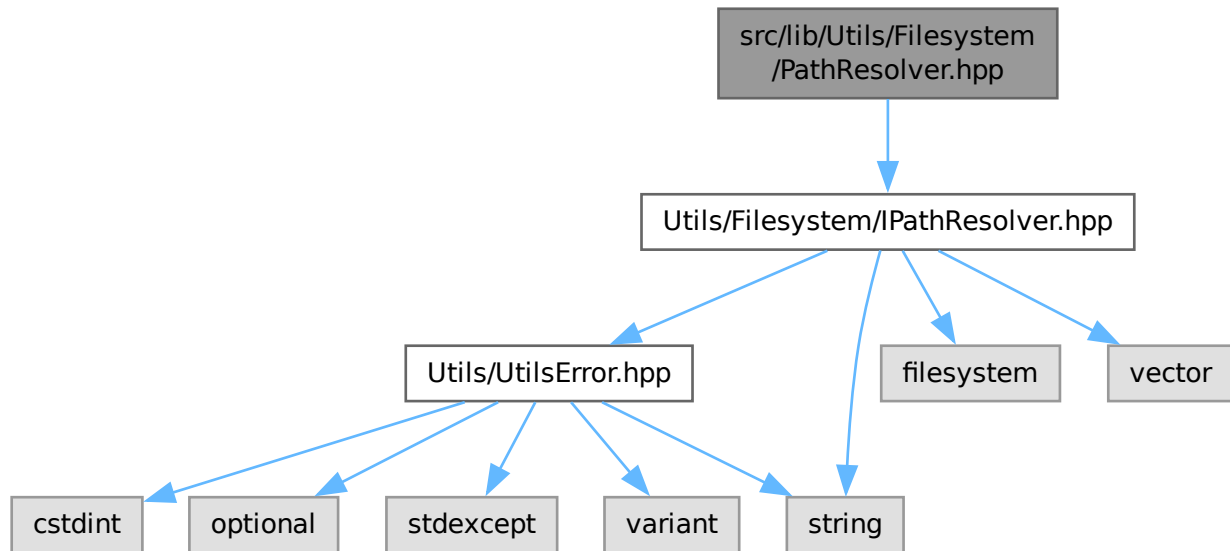 src/lib/Utils/Filesystem
/PathResolver.hpp
Utils/Filesystem/IPathResolver.hpp
Utils/UtilsError.hpp
filesystem
vector
cstdint
optional
stdexcept
variant
string